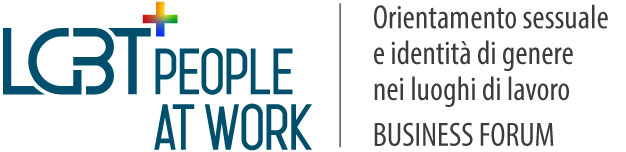 LGBT+ PEOPLE
AT WORK
Orientamento sessuale
e identità di genere
nei luoghi di lavoro
BUSINESS FORUM